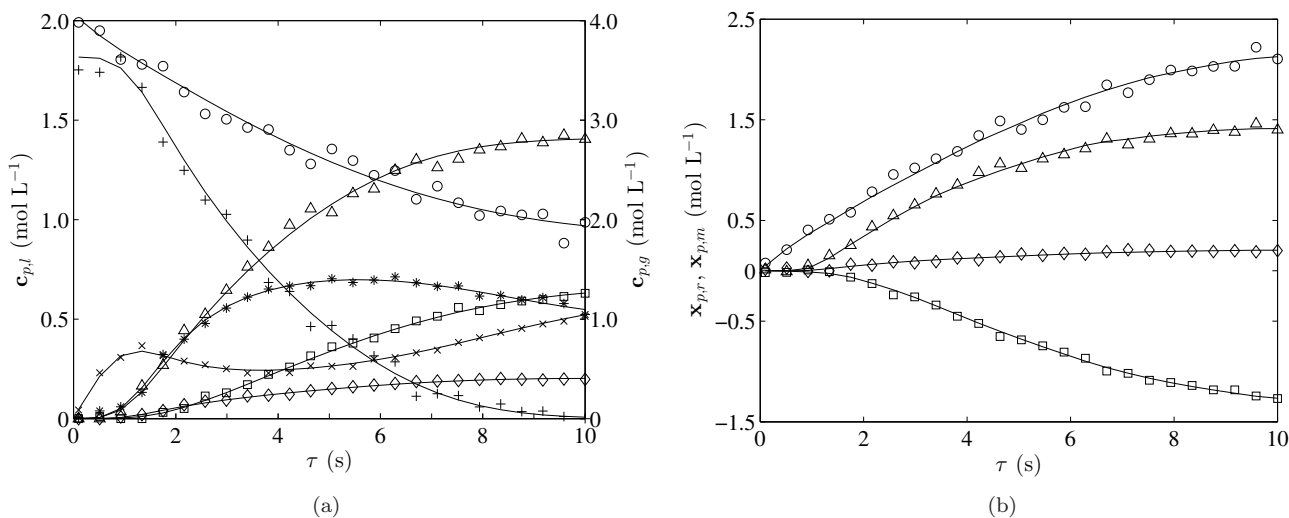 2.0
1.5
1.0
0.5
0
4.0
3.0
2.0
1.0
0
0 2 4 6 8 10
c_{p,l} (mol L^{−1})
c_{p,g} (mol L^{−1})
τ (s)
(a)
2.5
1.5
0.5
−0.5
−1.5
0 2 4 6 8 10
x_{p,r}, x_{p,m} (mol L^{−1})
τ (s)
(b)